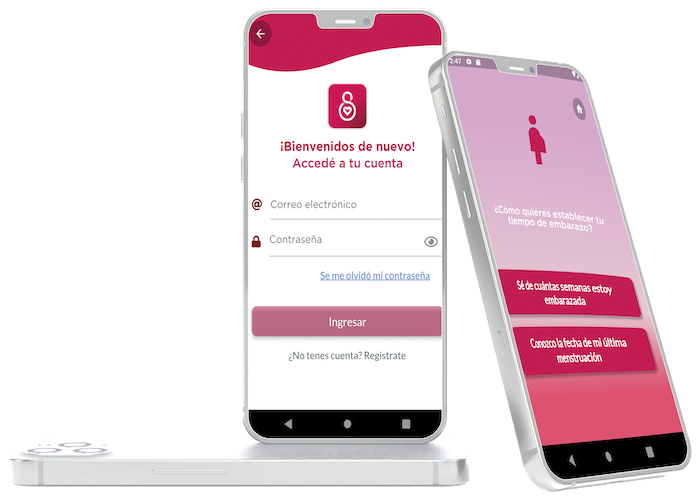 ¡Bienvenidos de nuevo!
Accedé a tu cuenta
@ Correo electrónico
Contraseña
Se me olvidó mi contraseña
Ingresar
¿No tenes cuenta? Registrate
2:47
¿Cómo quieres establecer tu
tiempo de embarazo?
Sé de cuántas semanas estoy
embarazada
Conozco la fecha de mi última
menstruación